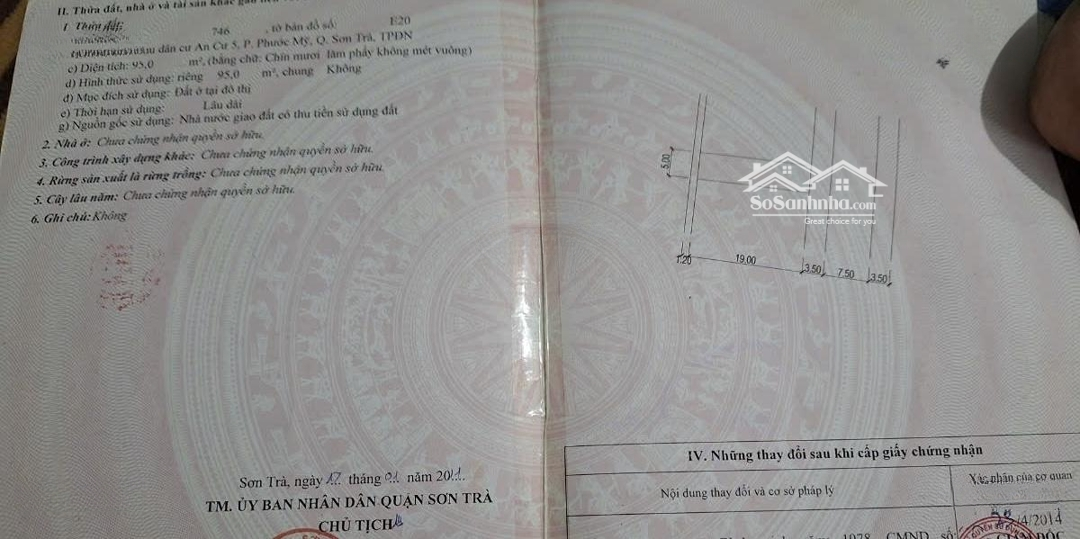 II. Thửa đất, nhà ở và tài sản khác gắn liền
1. Thửa đất: 746 , tờ bản đồ số: E20
dân cư An Cư 5, P. Phước Mỹ, Q. Sơn Trà, TPĐN
c) Diện tích: 95,0 m², (bằng chữ: Chín mươi lăm phẩy không mét vuông)
d) Hình thức sử dụng: riêng 95,0 m², chung Không
đ) Mục đích sử dụng: Đất ở tại đô thị
e) Thời hạn sử dụng: Lâu dài
g) Nguồn gốc sử dụng: Nhà nước giao đất có thu tiền sử dụng đất
2. Nhà ở: Chưa chứng nhận quyền sở hữu.
3. Công trình xây dựng khác: Chưa chứng nhận quyền sở hữu.
4. Rừng sản xuất là rừng trồng: Chưa chứng nhận quyền sở hữu.
5. Cây lâu năm: Chưa chứng nhận quyền sở hữu.
6. Ghi chú: Không
Sơn Trà, ngày 17 tháng 01 năm 2011.
TM. ỦY BAN NHÂN DÂN QUẬN SƠN TRÀ
CHỦ TỊCH
5.00
SoSanhnha.com
Great choice for you
1.20 19.00 3.50 7.50 3.50
IV. Những thay đổi sau khi cấp giấy chứng nhận
Nội dung thay đổi và cơ sở pháp lý
Xác nhận của cơ quan
/4/2014
năm 1978 CMND số
GIÁM ĐỐC